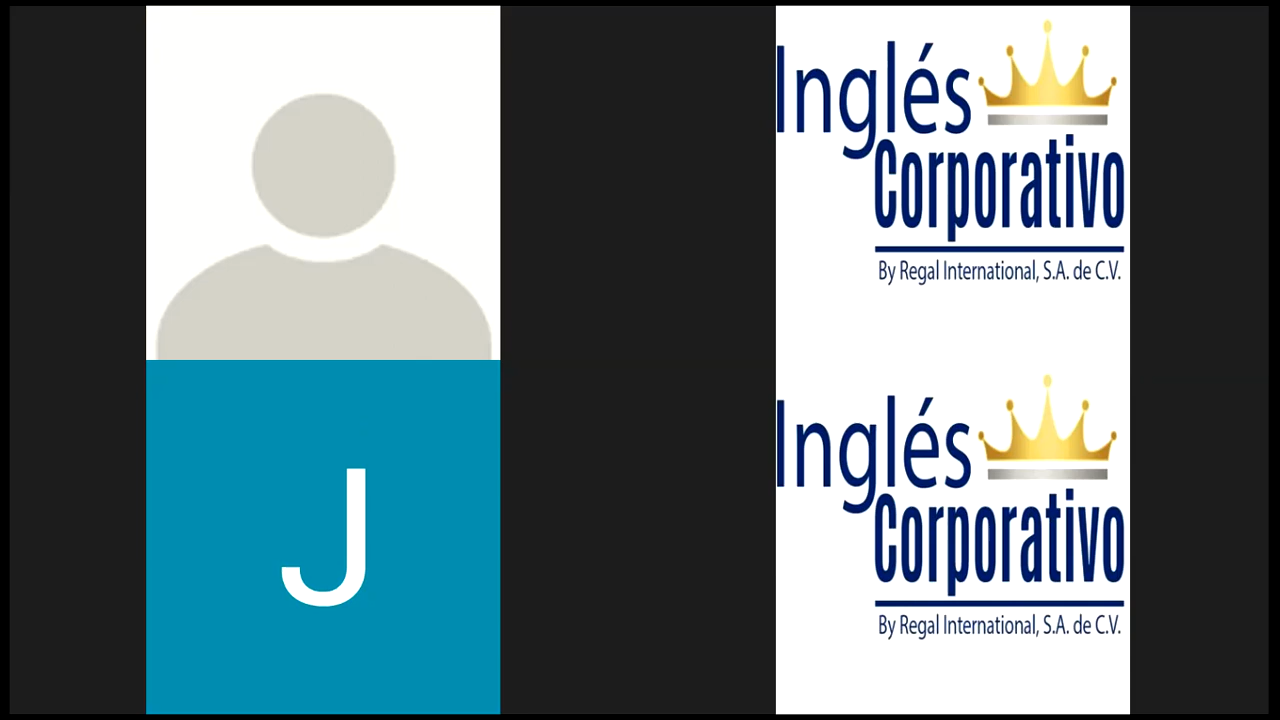 Inglés
Corporativo
By Regal International, S.A. de C.V.
J
Inglés
Corporativo
By Regal International, S.A. de C.V.